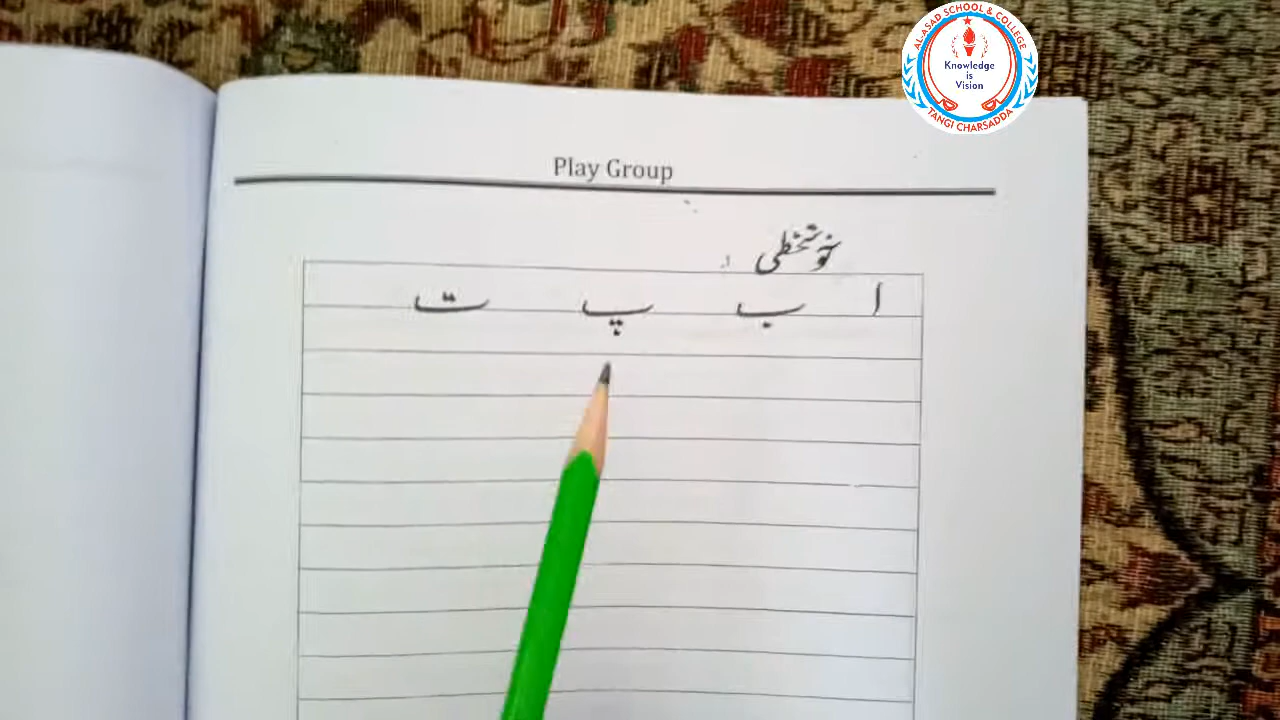 AL-ASAD SCHOOL & COLLEGE
Knowledge
is
Vision
TANGI CHARSADDA
Play Group
خوشخطی
ا ب پ ت